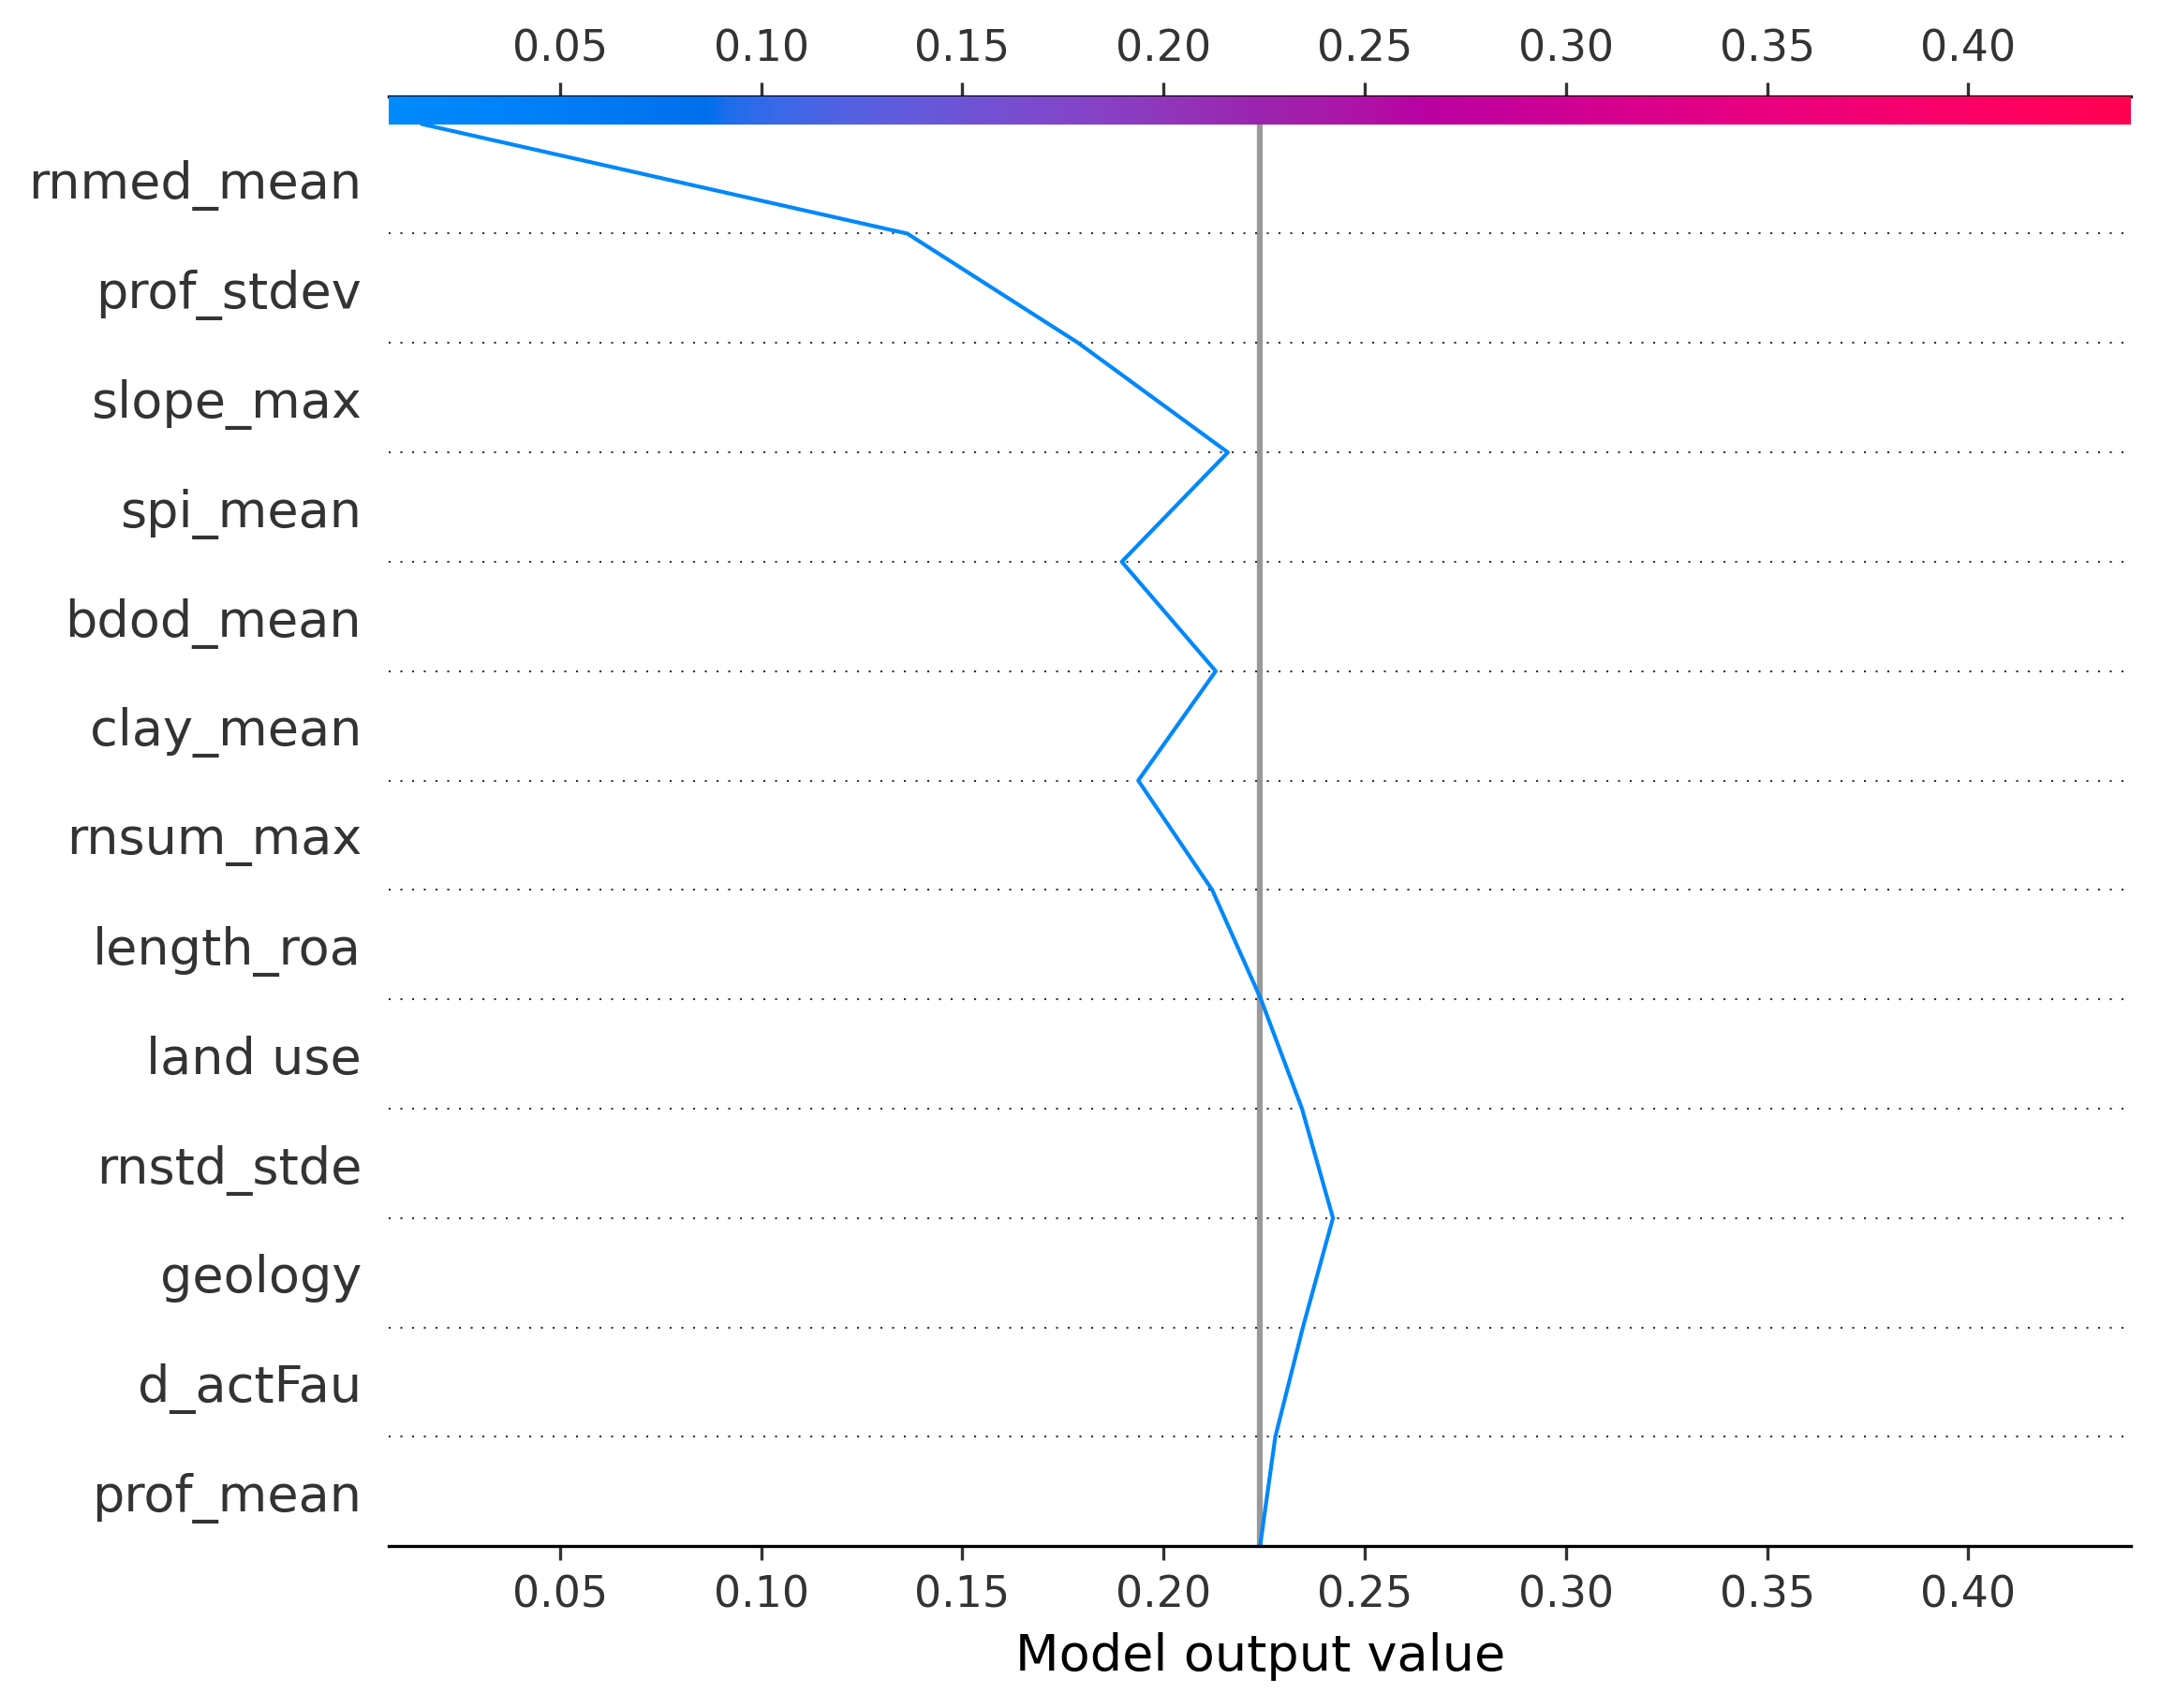 0.05 0.10 0.15 0.20 0.25 0.30 0.35 0.40
rnmed_mean
prof_stdev
slope_max
spi_mean
bdod_mean
clay_mean
rnsum_max
length_roa
land use
rnstd_stde
geology
d_actFau
prof_mean
0.05 0.10 0.15 0.20 0.25 0.30 0.35 0.40
Model output value